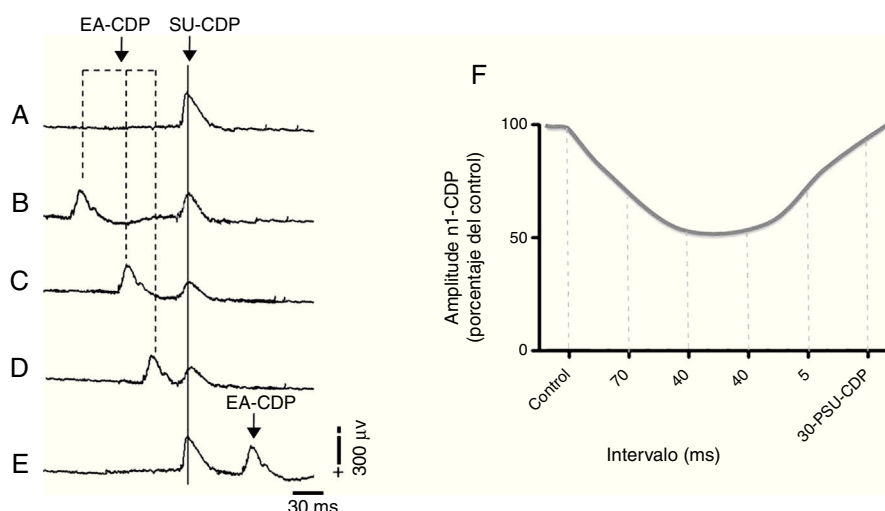 EA-CDP SU-CDP
A
B
C
D
EA-CDP
E
+ 300 μv
30 ms
F
Amplitude n1-CDP
(porcentaje del control)
100
50
0
Control
70
40
40
5
30-PSU-CDP
Intervalo (ms)